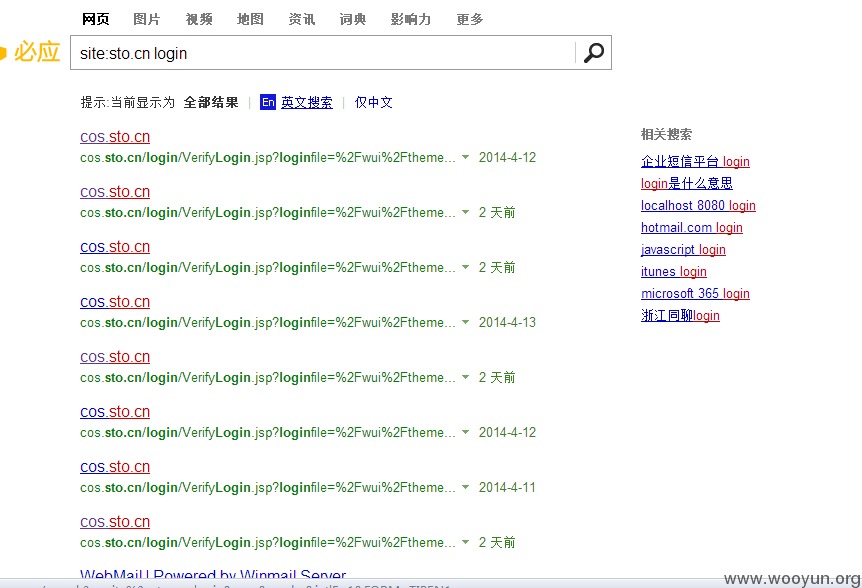 网页 图片 视频 地图 资讯 词典 影响力 更多
必应 site:sto.cn login
提示:当前显示为 全部结果 | En 英文搜索 | 仅中文
cos.sto.cn
cos.sto.cn/login/VerifyLogin.jsp?loginfile=%2Fwui%2Ftheme... 2014-4-12
cos.sto.cn
cos.sto.cn/login/VerifyLogin.jsp?loginfile=%2Fwui%2Ftheme... 2 天前
cos.sto.cn
cos.sto.cn/login/VerifyLogin.jsp?loginfile=%2Fwui%2Ftheme... 2 天前
cos.sto.cn
cos.sto.cn/login/VerifyLogin.jsp?loginfile=%2Fwui%2Ftheme... 2014-4-13
cos.sto.cn
cos.sto.cn/login/VerifyLogin.jsp?loginfile=%2Fwui%2Ftheme... 2 天前
cos.sto.cn
cos.sto.cn/login/VerifyLogin.jsp?loginfile=%2Fwui%2Ftheme... 2014-4-12
cos.sto.cn
cos.sto.cn/login/VerifyLogin.jsp?loginfile=%2Fwui%2Ftheme... 2014-4-11
cos.sto.cn
cos.sto.cn/login/VerifyLogin.jsp?loginfile=%2Fwui%2Ftheme... 2 天前
WebMail | Powered by Winmail Server
相关搜索
企业短信平台 login
login是什么意思
localhost 8080 login
hotmail.com login
javascript login
itunes login
microsoft 365 login
浙江同聊login
www.wooyun.org